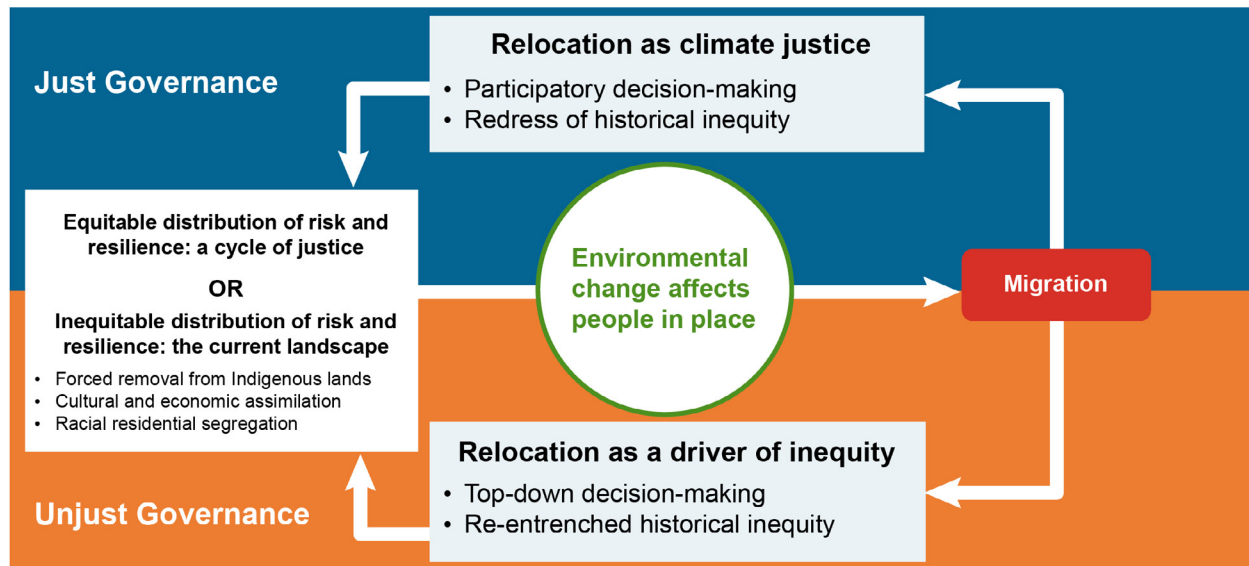 Just Governance
Relocation as climate justice
• Participatory decision-making
• Redress of historical inequity
Equitable distribution of risk and
resilience: a cycle of justice
OR
Inequitable distribution of risk and
resilience: the current landscape
• Forced removal from Indigenous lands
• Cultural and economic assimilation
• Racial residential segregation
Environmental
change affects
people in place
Migration
Relocation as a driver of inequity
• Top-down decision-making
• Re-entrenched historical inequity
Unjust Governance